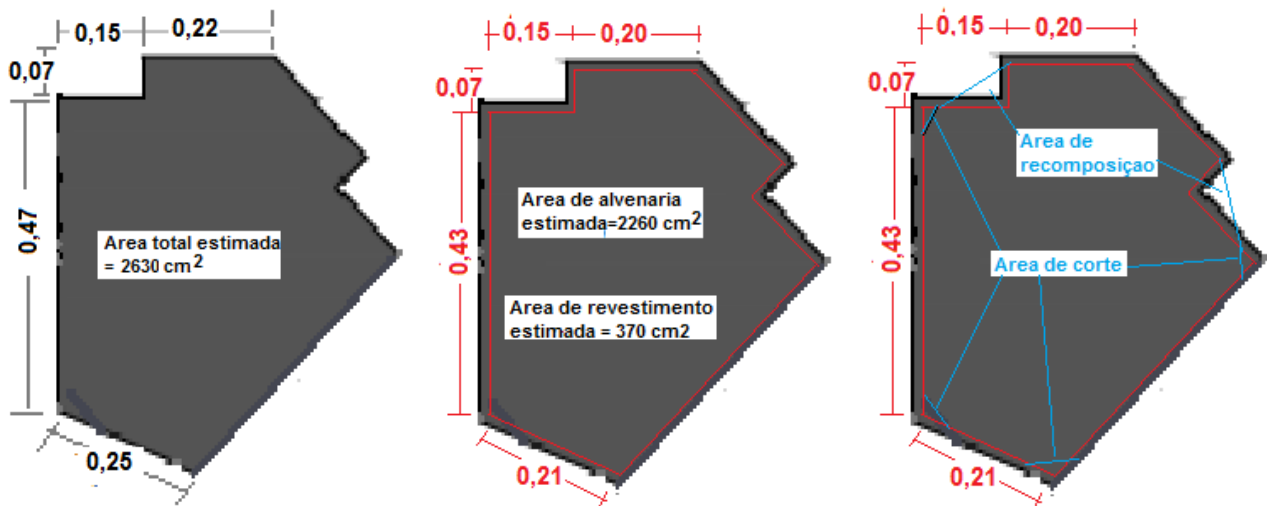 0,15
0,22
0,07
0,47
Area total estimada
= 2630 cm2
0,25
0,15
0,20
0,07
0,43
Area de alvenaria
estimada=2260 cm2
Area de revestimento
estimada = 370 cm2
0,21
0,15
0,20
0,07
0,43
Area de
recomposiçao
Area de corte
0,21